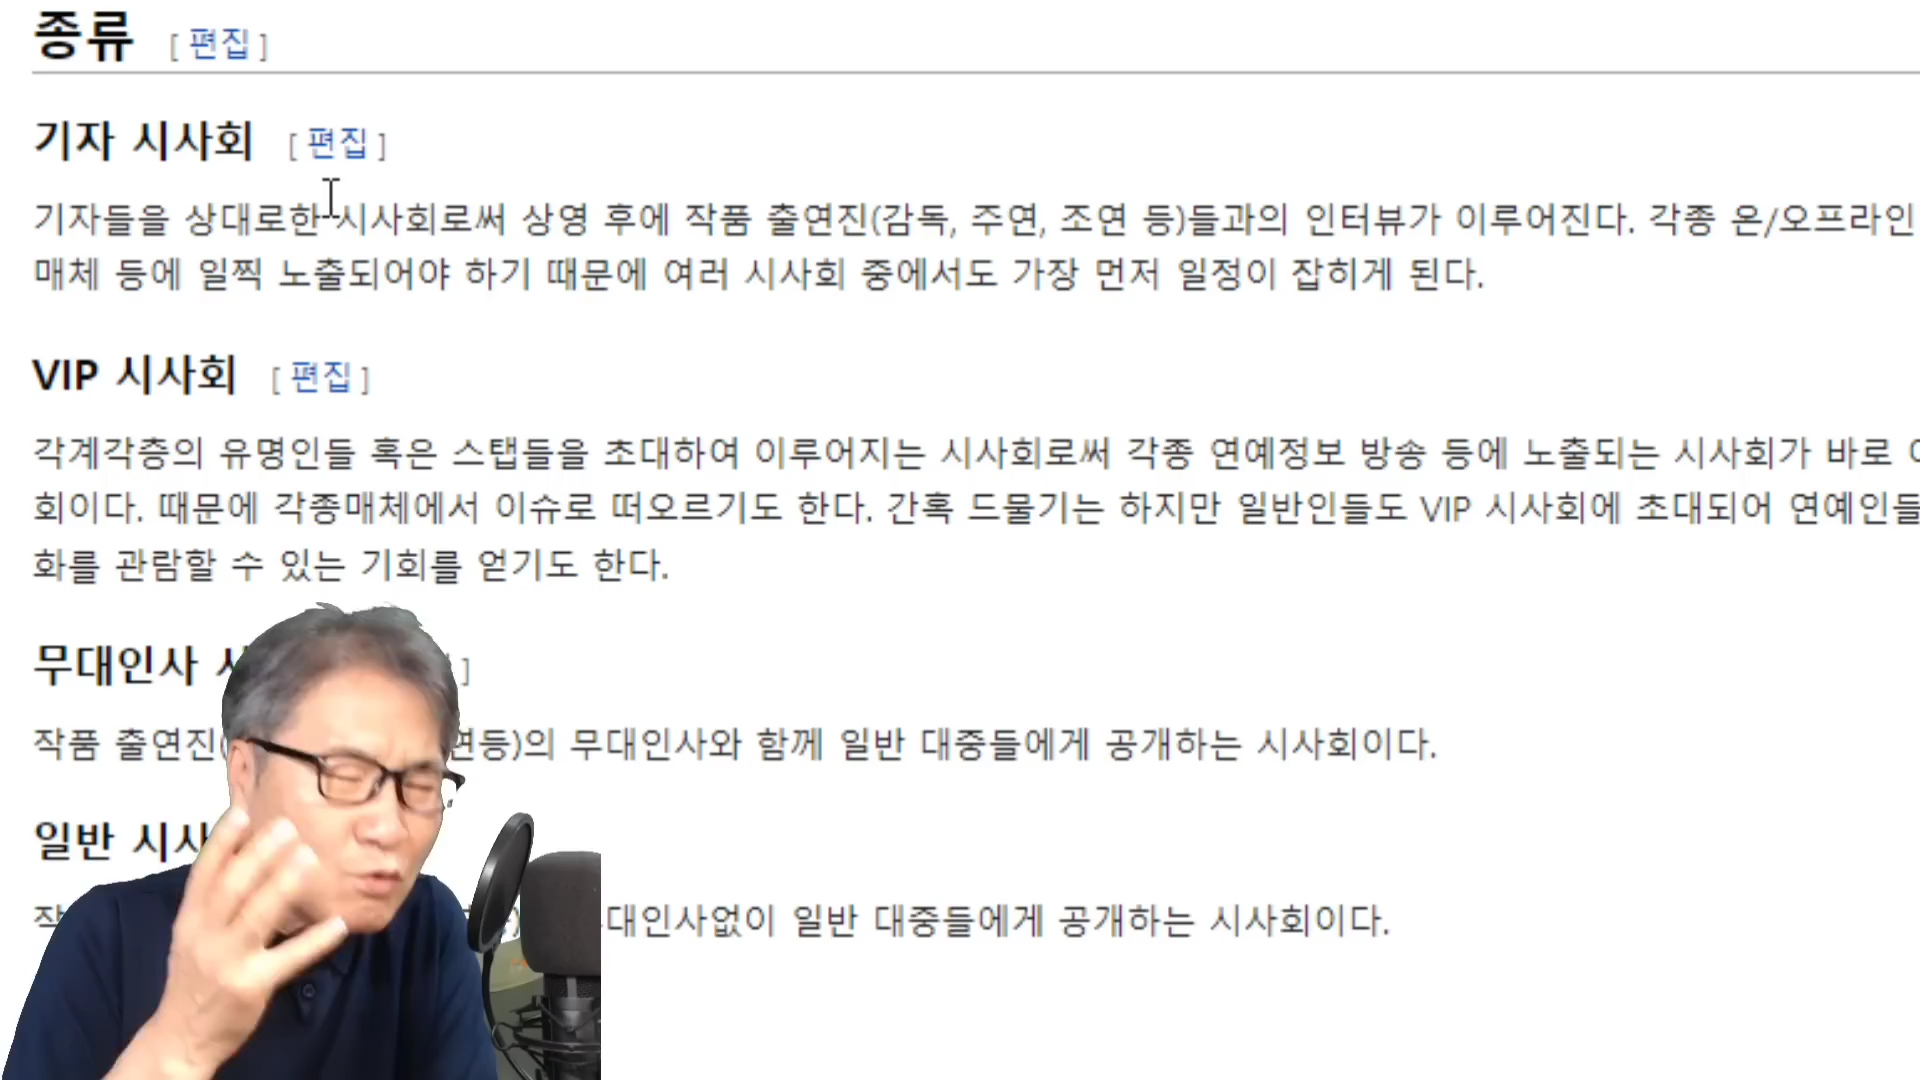 종류 [ 편집 ]
기자 시사회 [ 편집 ]
기자들을 상대로한 시사회로써 상영 후에 작품 출연진(감독, 주연, 조연 등)들과의 인터뷰가 이루어진다. 각종 온/오프라인
매체 등에 일찍 노출되어야 하기 때문에 여러 시사회 중에서도 가장 먼저 일정이 잡히게 된다.
VIP 시사회 [ 편집 ]
각계각층의 유명인들 혹은 스탭들을 초대하여 이루어지는 시사회로써 각종 연예정보 방송 등에 노출되는 시사회가 바로
회이다. 때문에 각종매체에서 이슈로 떠오르기도 한다. 간혹 드물기는 하지만 일반인들도 VIP 시사회에 초대되어 연예인들
화를 관람할 수 있는 기회를 얻기도 한다.
무대인사 ]
작품 출연진( 연등)의 무대인사와 함께 일반 대중들에게 공개하는 시사회이다.
일반 시사
대인사없이 일반 대중들에게 공개하는 시사회이다.